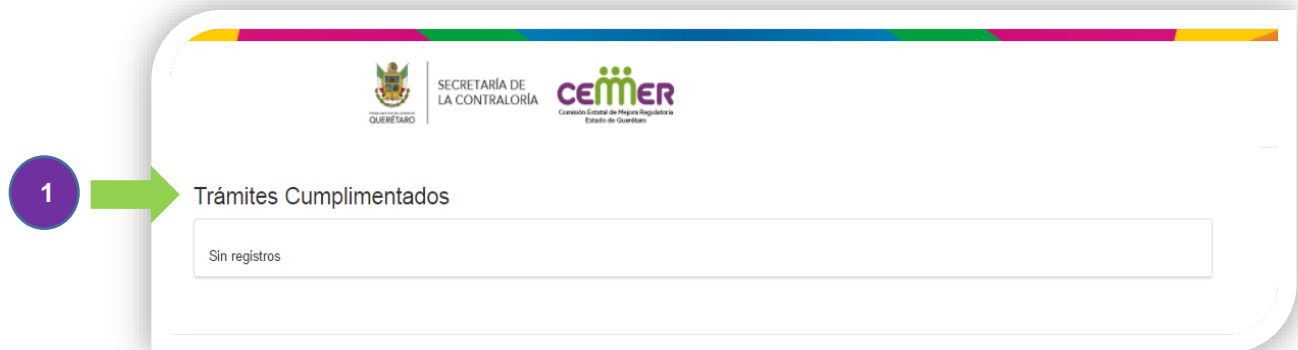 SECRETARÍA DE
LA CONTRALORÍA
QUERÉTARO
CEMER
Comisión Estatal de Mejora Regulatoria
Estado de Querétaro
1
Trámites Cumplimentados
Sin registros